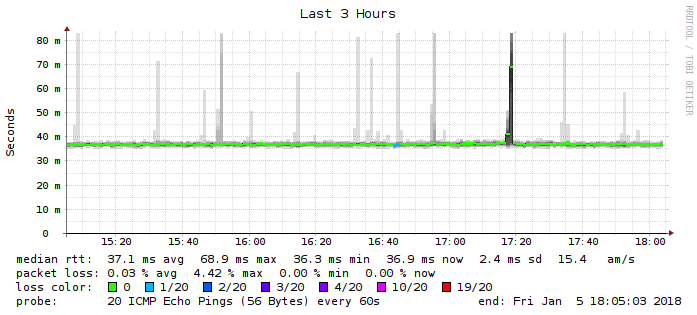 Last 3 Hours
RRDTOOL / TOBI OETIKER
Seconds
80 m
70 m
60 m
50 m
40 m
30 m
20 m
10 m
0
15:20 15:40 16:00 16:20 16:40 17:00 17:20 17:40 18:00
median rtt: 37.1 ms avg 68.9 ms max 36.3 ms min 36.9 ms now 2.4 ms sd 15.4 am/s
packet loss: 0.03 % avg 4.42 % max 0.00 % min 0.00 % now
loss color: 0 1/20 2/20 3/20 4/20 10/20 19/20
probe: 20 ICMP Echo Pings (56 Bytes) every 60s end: Fri Jan 5 18:05:03 2018